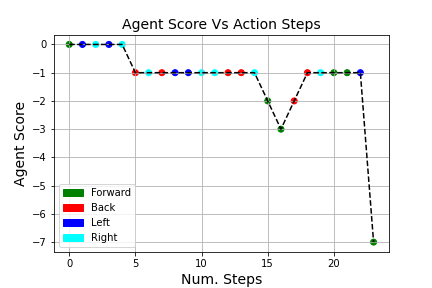 Agent Score Vs Action Steps
Agent Score
0
−1
−2
−3
−4
−5
−6
−7
Forward
Back
Left
Right
0 5 10 15 20
Num. Steps